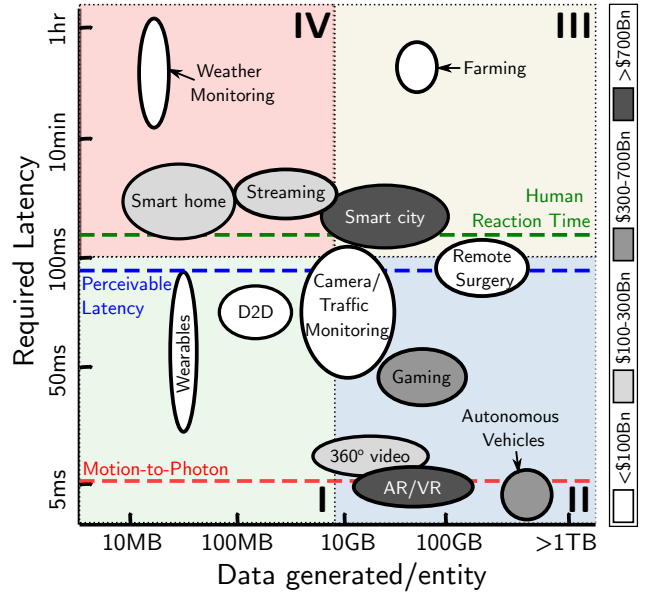 1hr
10min
100ms
50ms
5ms
Required Latency
IV
III
I
II
Weather
Monitoring
Farming
Smart home
Streaming
Smart city
Human
Reaction Time
Perceivable
Latency
Remote
Surgery
Camera/
Traffic
Monitoring
D2D
Wearables
Gaming
Autonomous
Vehicles
360° video
Motion-to-Photon
AR/VR
10MB
100MB
10GB
100GB
>1TB
Data generated/entity
>$700Bn
$300-700Bn
$100-300Bn
<$100Bn